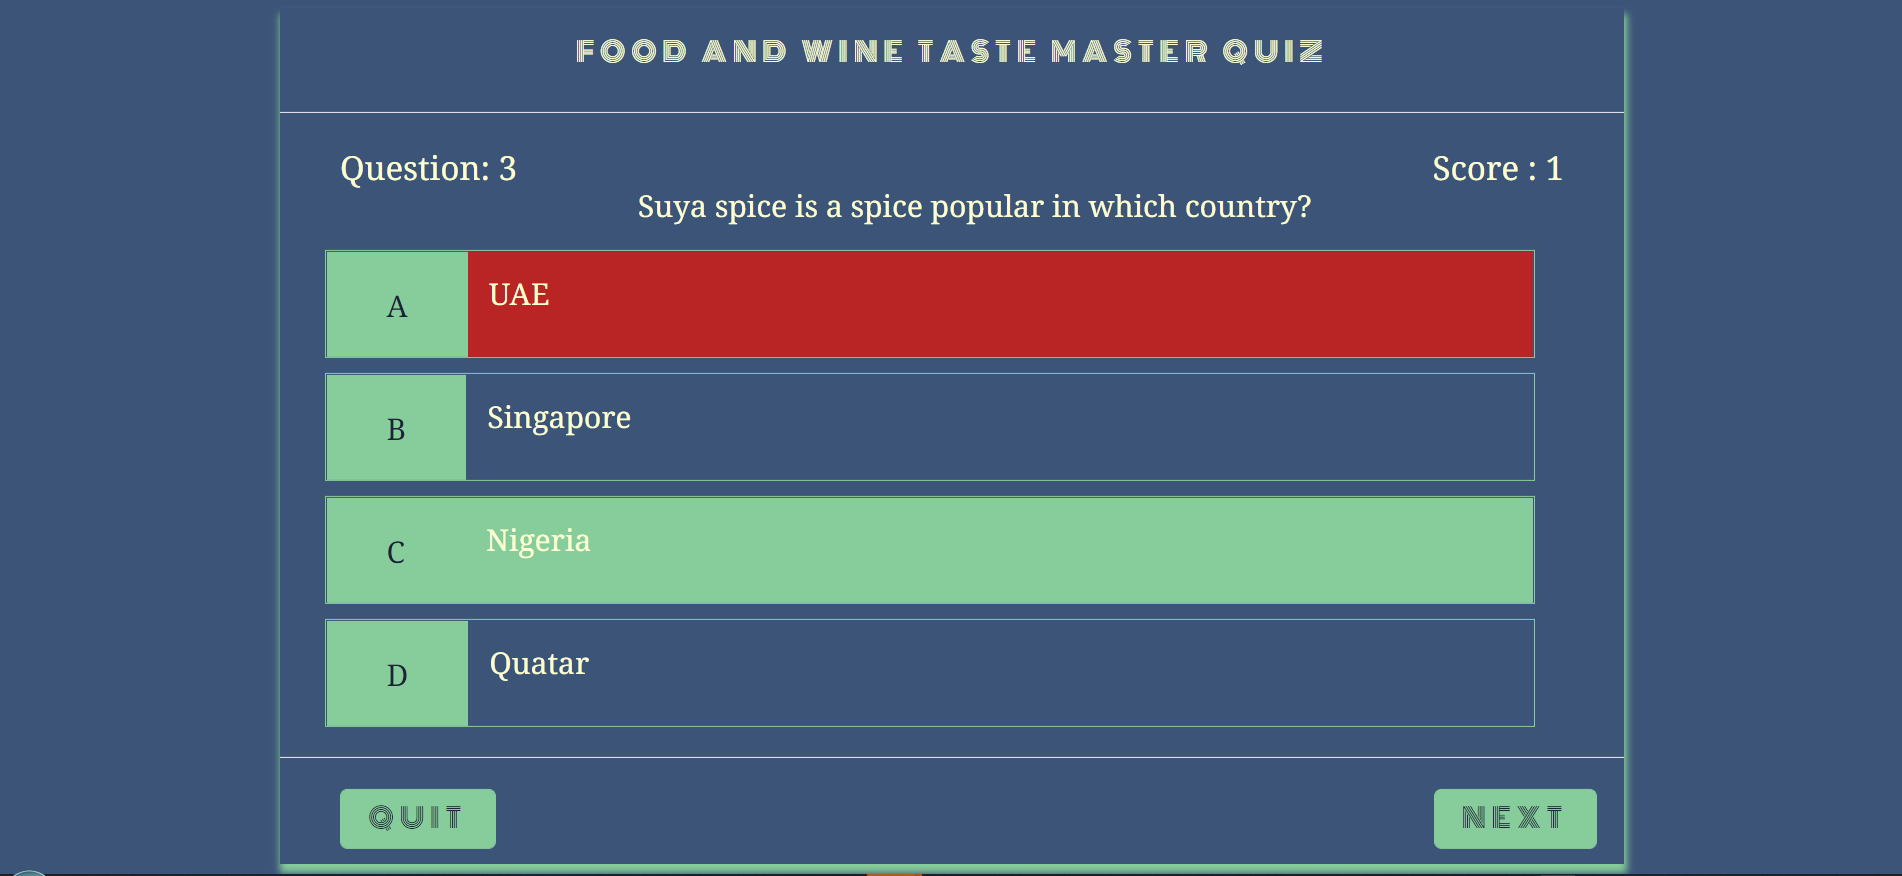 FOOD AND WINE TASTE MASTER QUIZ
Question: 3
Score : 1
Suya spice is a spice popular in which country?
A
UAE
B
Singapore
C
Nigeria
D
Quatar
QUIT
NEXT